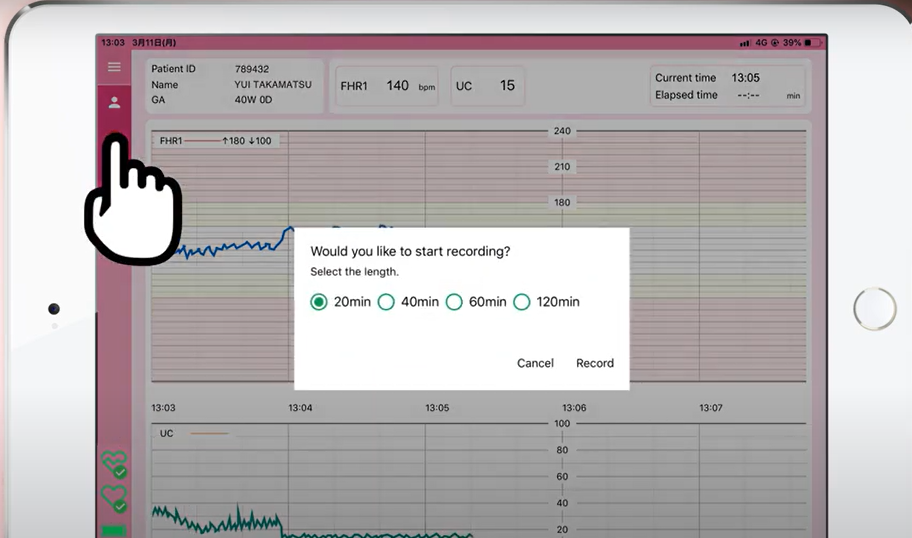 13:03 3月11日(月)
4G 39%
Patient ID 789432
Name YUI TAKAMATSU
GA 40W 0D
FHR1 140 bpm
UC 15
Current time 13:05
Elapsed time --:-- min
FHR1 ↑180 ↓100
240
210
180
Would you like to start recording?
Select the length.
20min 40min 60min 120min
Cancel Record
13:03 13:04 13:05 13:06 13:07
UC
100
80
60
40
20